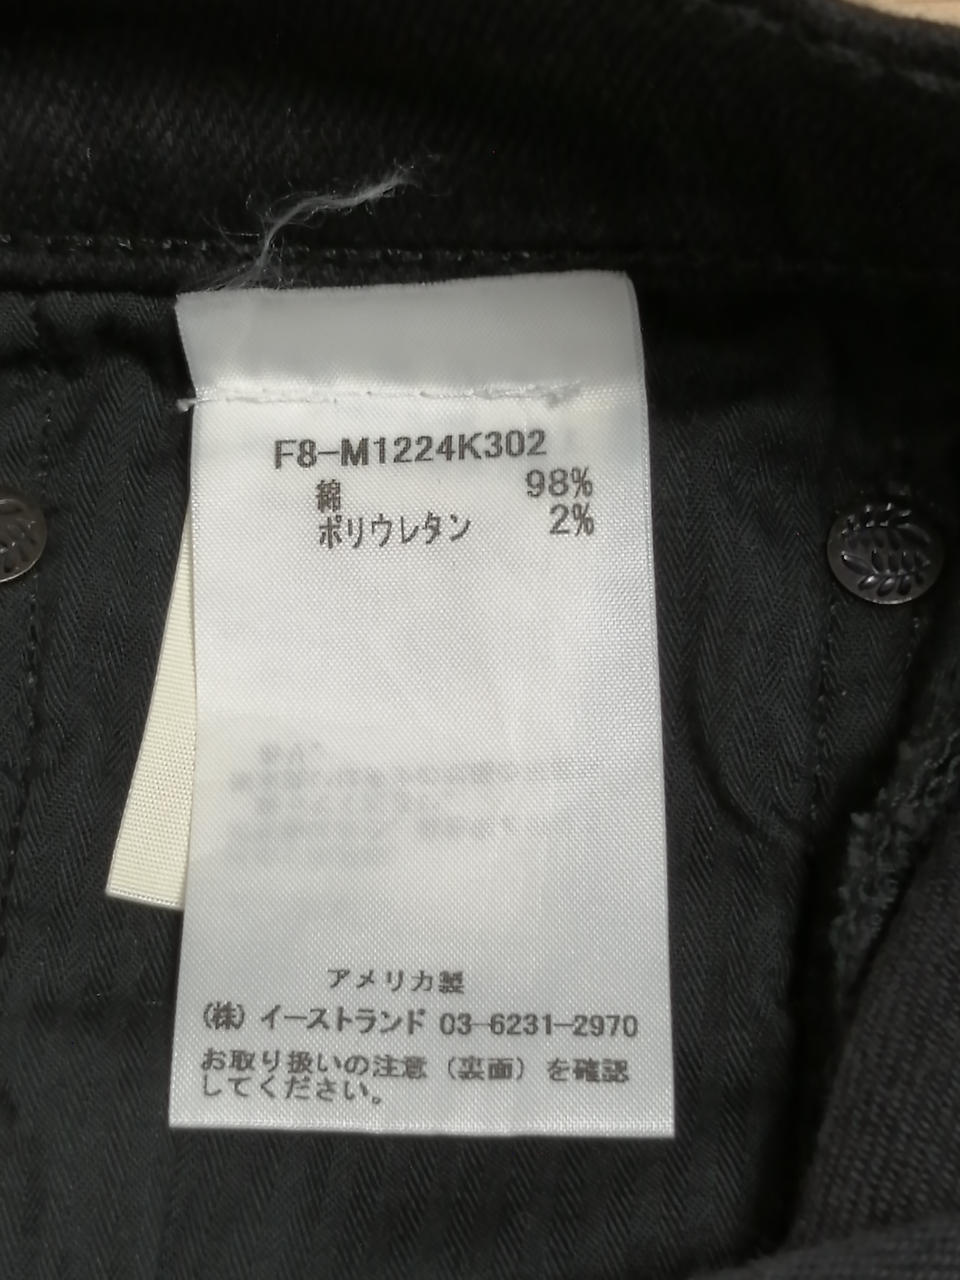 F8-M1224K302
綿 98%
ポリウレタン 2%
アメリカ製
(株) イーストランド 03-6231-2970
お取り扱いの注意 (裏面) を確認
してください。